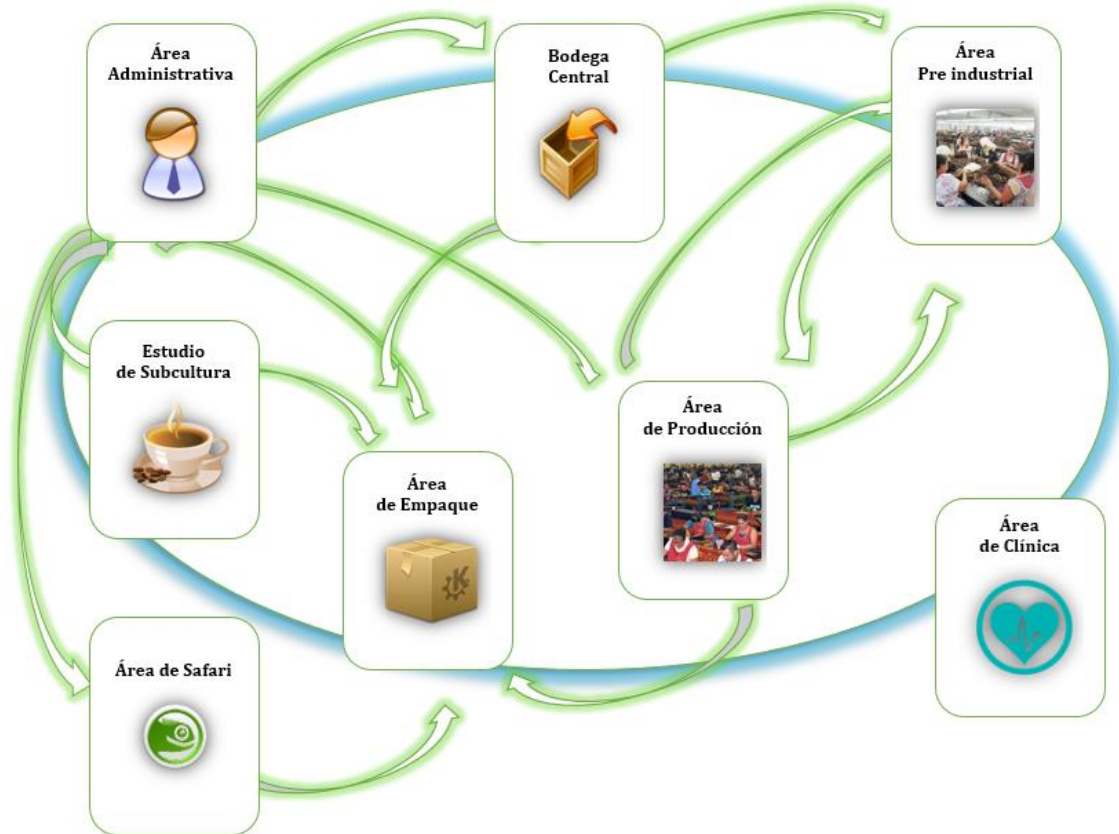 Área
Administrativa
Bodega
Central
Área
Pre industrial
Estudio
de Subcultura
Área
de Producción
Área
de Empaque
Área
de Clínica
Área de Safari